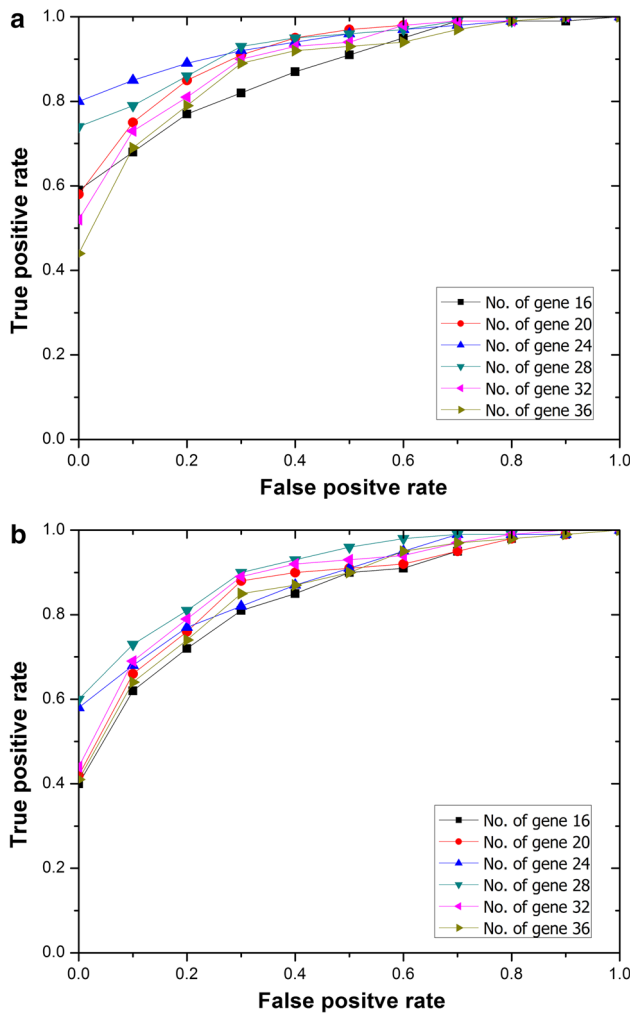 a
1.0
0.8
0.6
0.4
0.2
0.0
True positive rate
No. of gene 16
No. of gene 20
No. of gene 24
No. of gene 28
No. of gene 32
No. of gene 36
0.0 0.2 0.4 0.6 0.8 1.0
False positve rate
b
1.0
0.8
0.6
0.4
0.2
0.0
True positive rate
No. of gene 16
No. of gene 20
No. of gene 24
No. of gene 28
No. of gene 32
No. of gene 36
0.0 0.2 0.4 0.6 0.8 1.0
False positve rate